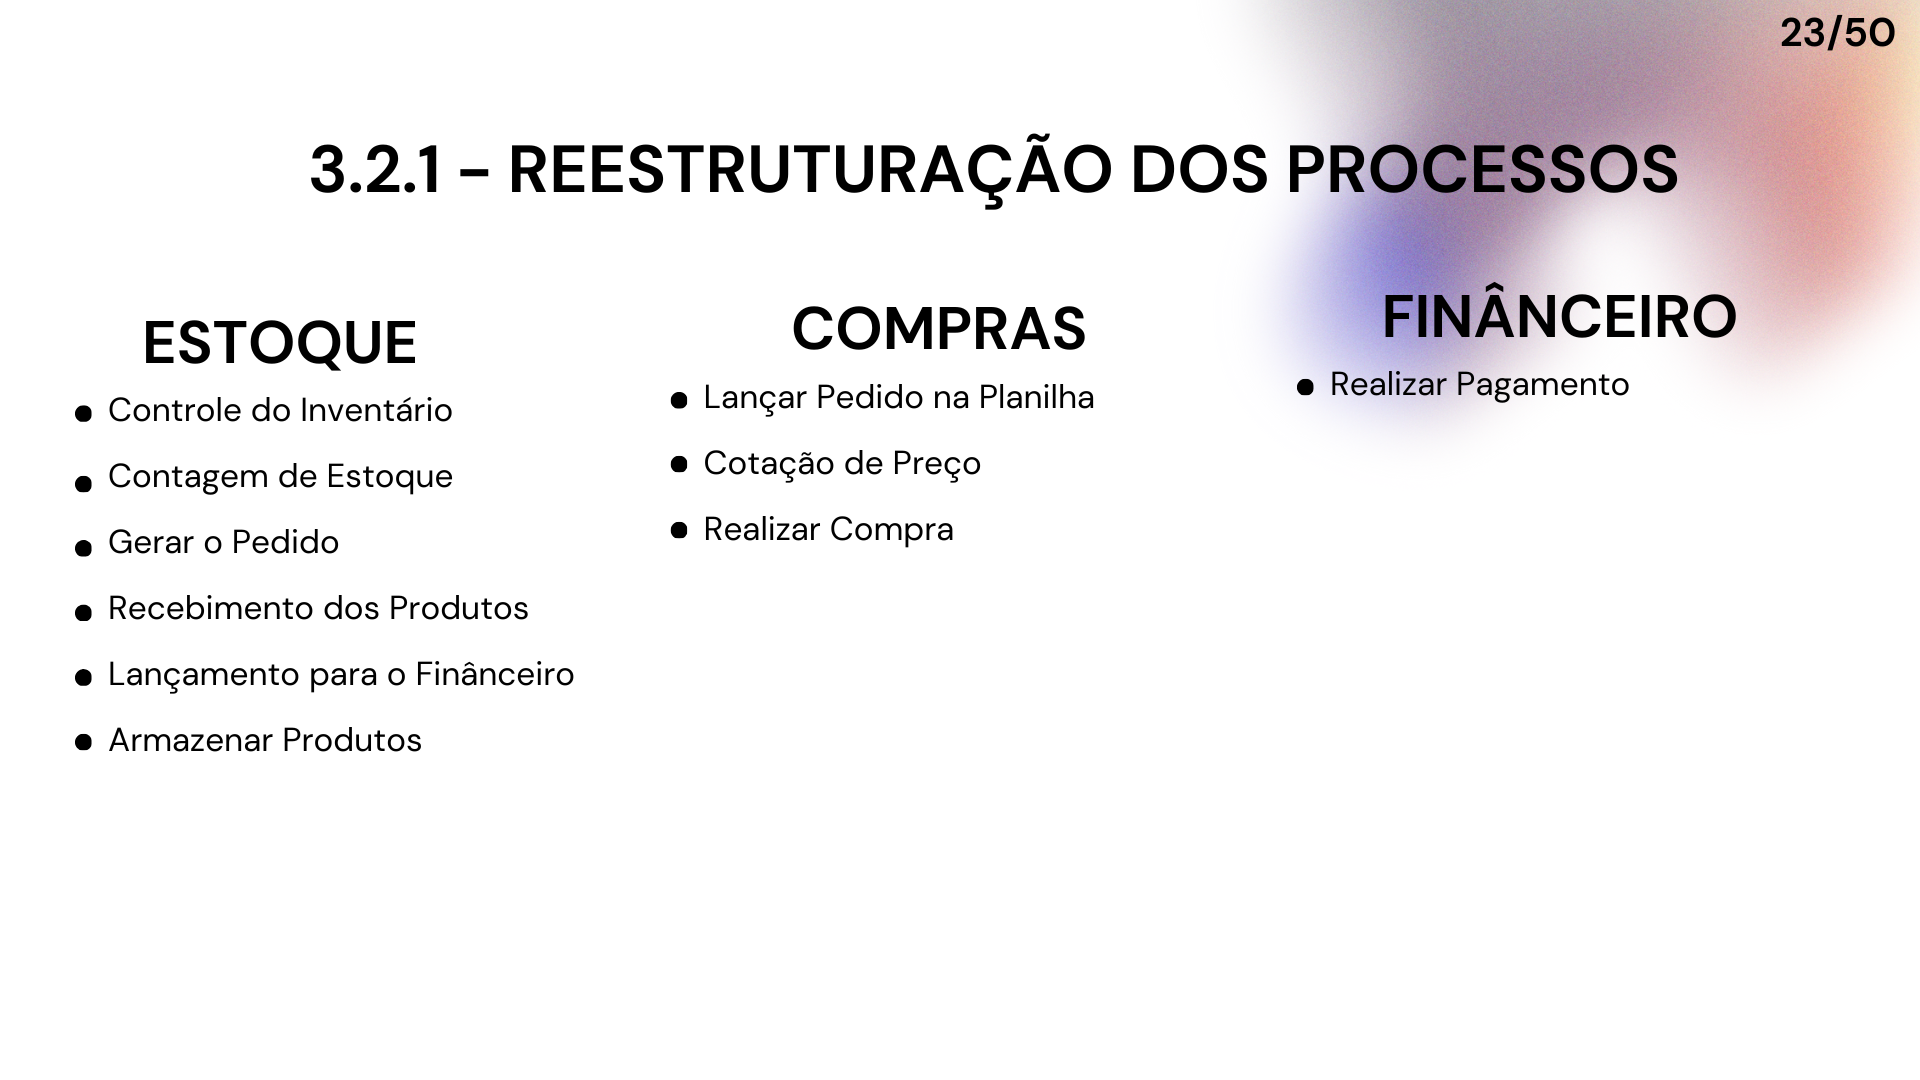 23/50
3.2.1 - REESTRUTURAÇÃO DOS PROCESSOS
ESTOQUE
Controle do Inventário
Contagem de Estoque
Gerar o Pedido
Recebimento dos Produtos
Lançamento para o Finânceiro
Armazenar Produtos
COMPRAS
Lançar Pedido na Planilha
Cotação de Preço
Realizar Compra
FINÂNCEIRO
Realizar Pagamento